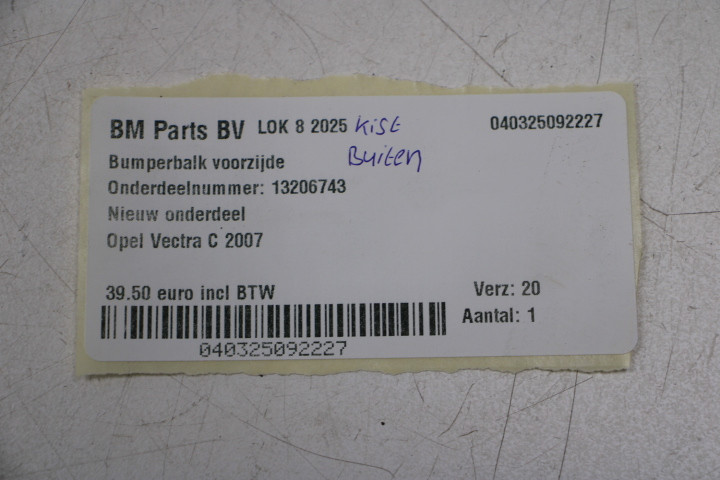 BM Parts BV LOK 8 2025 Kist 040325092227
Buiten
Bumperbalk voorzijde
Onderdeelnummer: 13206743
Nieuw onderdeel
Opel Vectra C 2007
39.50 euro incl BTW Verz: 20
Aantal: 1
040325092227